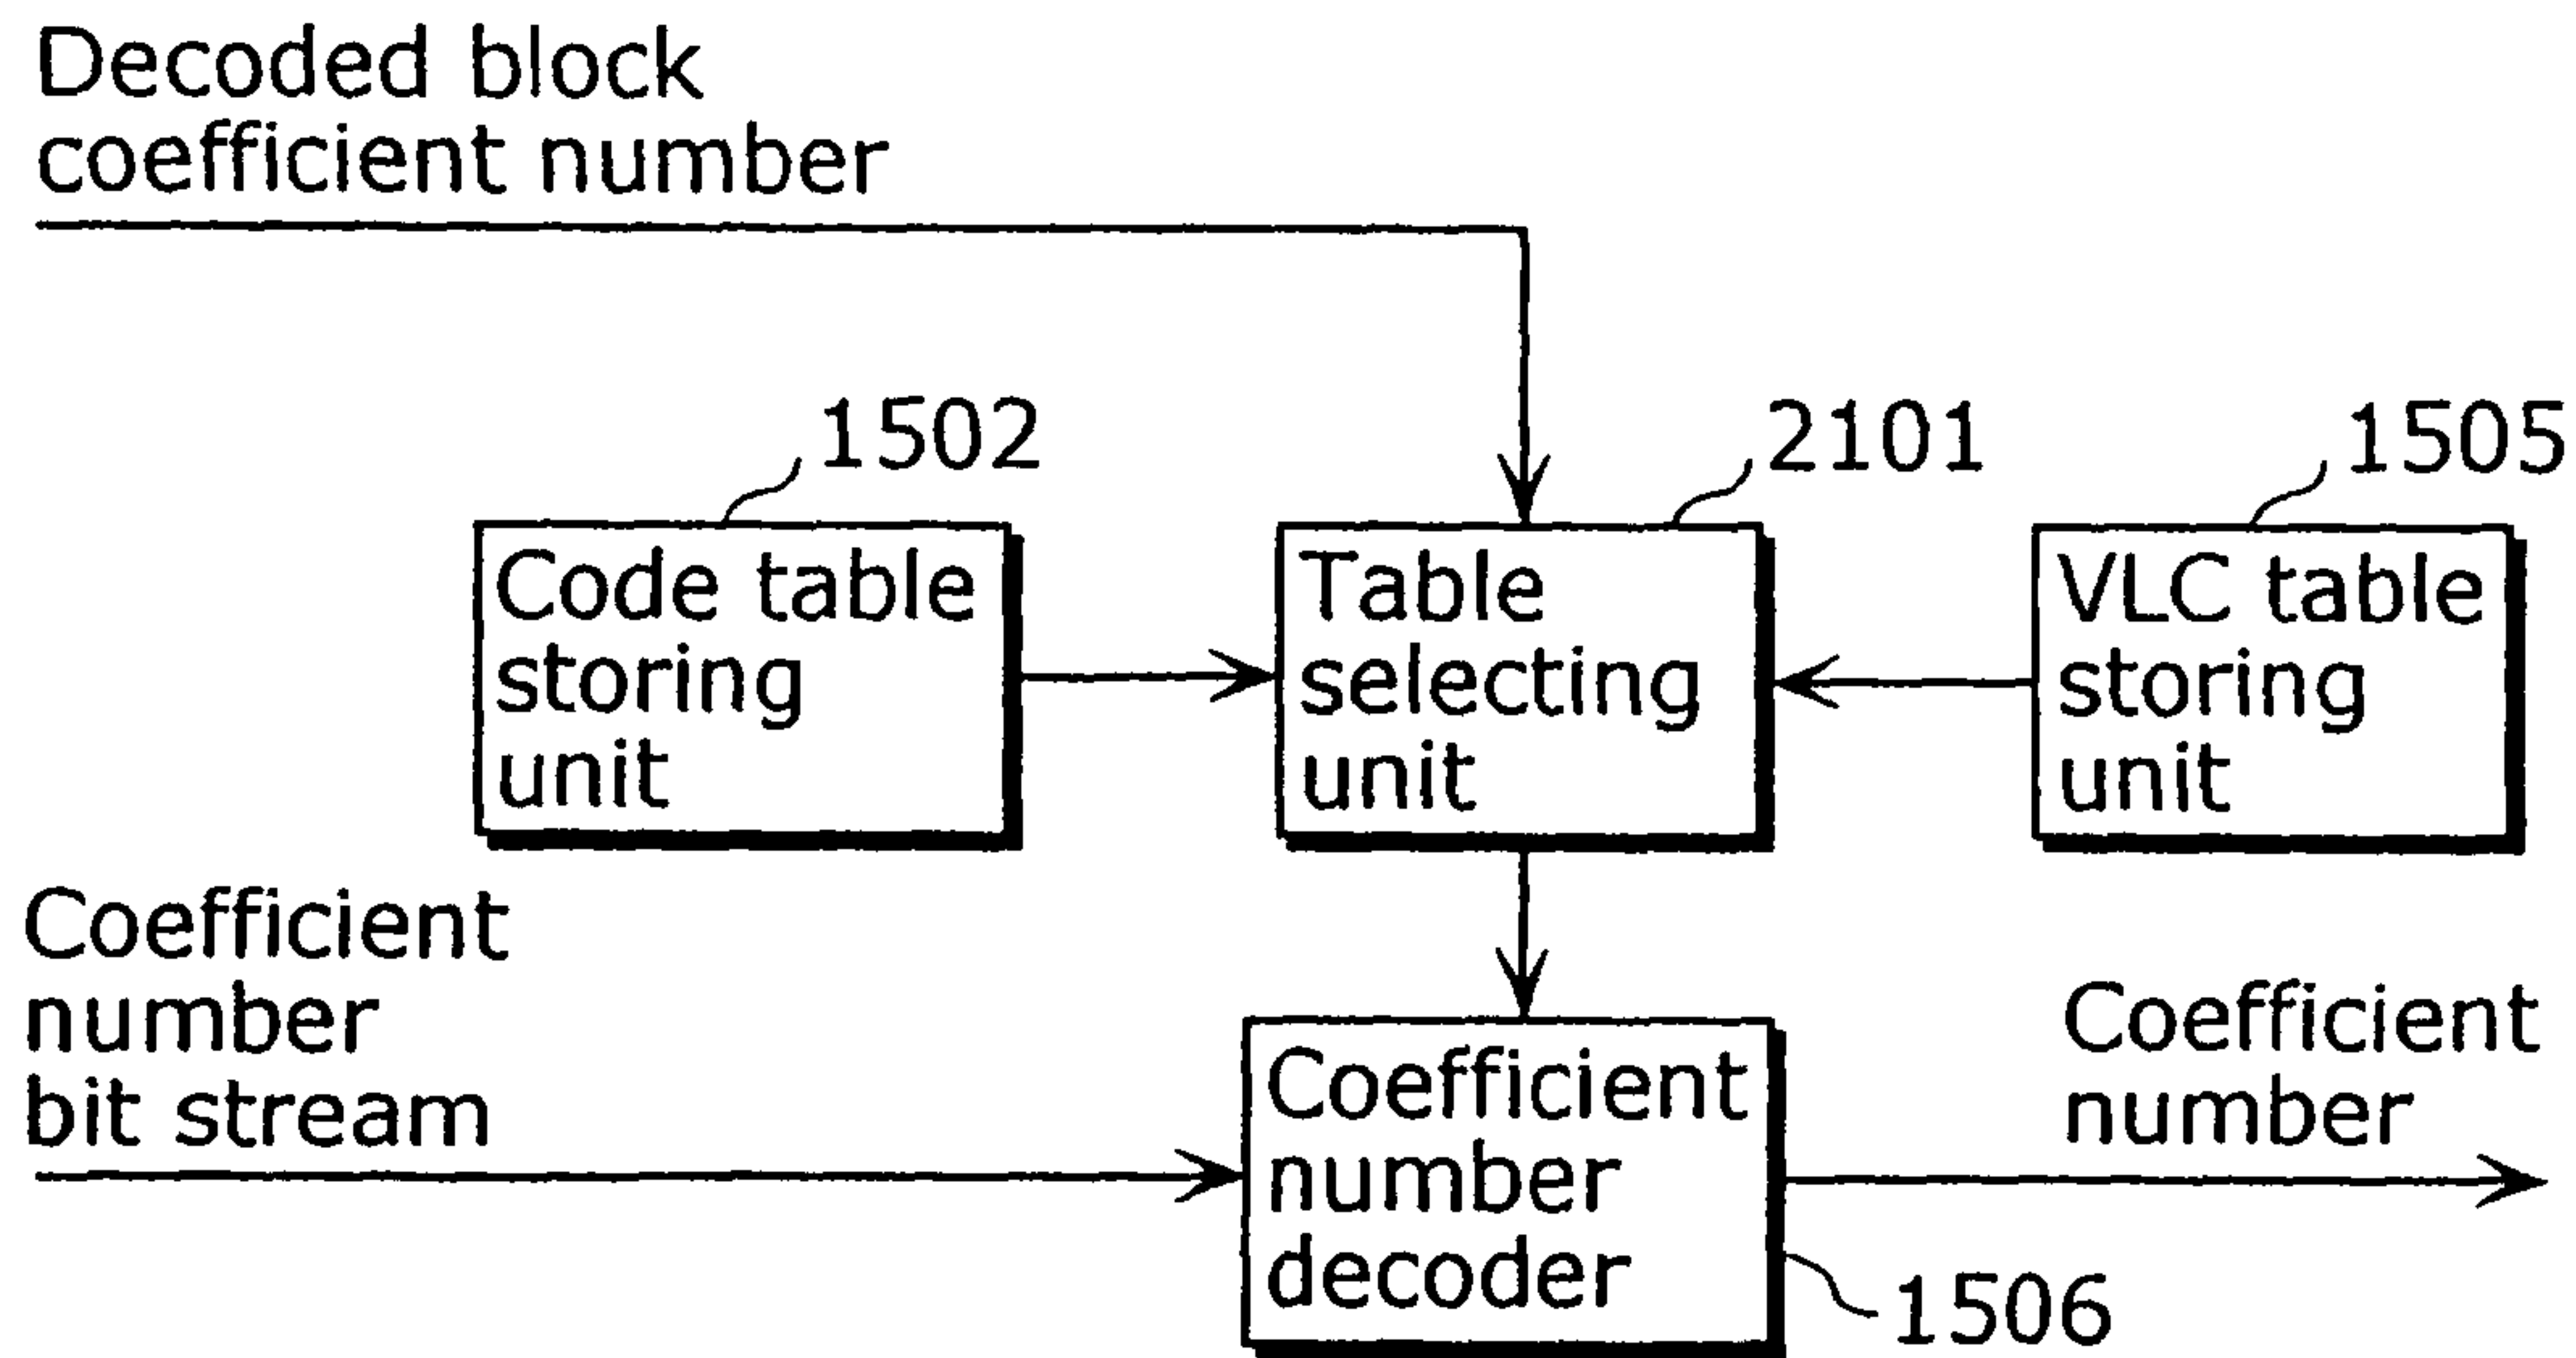 Decoded block
coefficient number
1502
2101
1505
Code table
storing
unit
Table
selecting
unit
VLC table
storing
unit
Coefficient
number
bit stream
Coefficient
number
decoder
Coefficient
number
1506